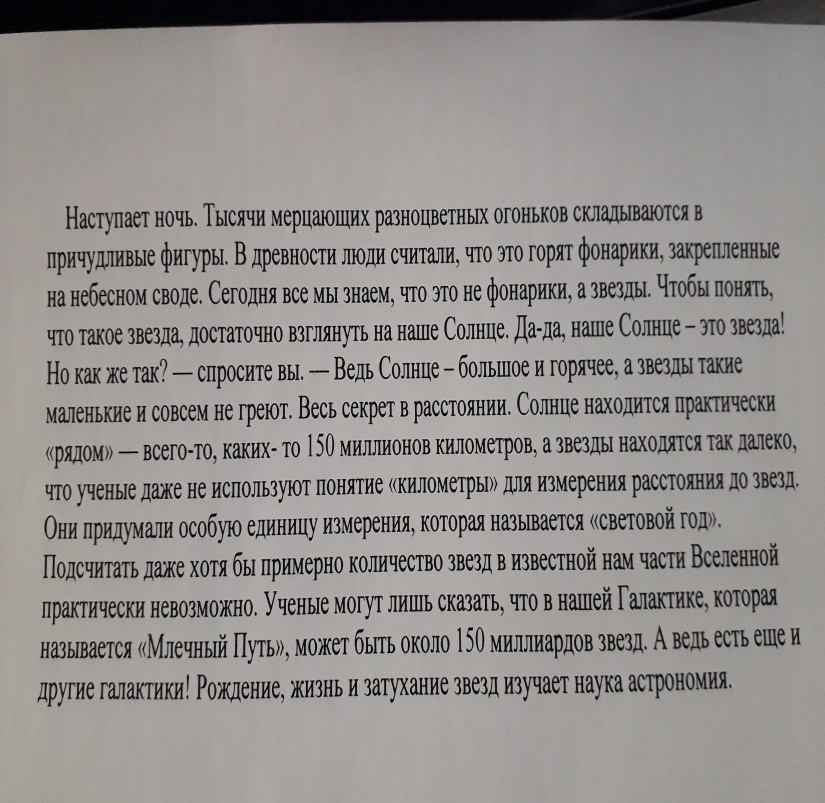 Наступает ночь. Тысячи мерцающих разноцветных огоньков складываются в
причудливые фигуры. В древности люди считали, что это горят фонарики, закрепленные
на небесном своде. Сегодня все мы знаем, что это не фонарики, а звезды. Чтобы понять,
что такое звезда, достаточно взглянуть на наше Солнце. Да-да, наше Солнце – это звезда!
Но как же так? — спросите вы. — Ведь Солнце – большое и горячее, а звезды такие
маленькие и совсем не греют. Весь секрет в расстоянии. Солнце находится практически
«рядом» — всего-то, каких- то 150 миллионов километров, а звезды находятся так далеко,
что ученые даже не используют понятие «километры» для измерения расстояния до звезд.
Они придумали особую единицу измерения, которая называется «световой год».
Подсчитать даже хотя бы примерно количество звезд в известной нам части Вселенной
практически невозможно. Ученые могут лишь сказать, что в нашей Галактике, которая
называется «Млечный Путь», может быть около 150 миллиардов звезд. А ведь есть еще и
другие галактики! Рождение, жизнь и затухание звезд изучает наука астрономия.